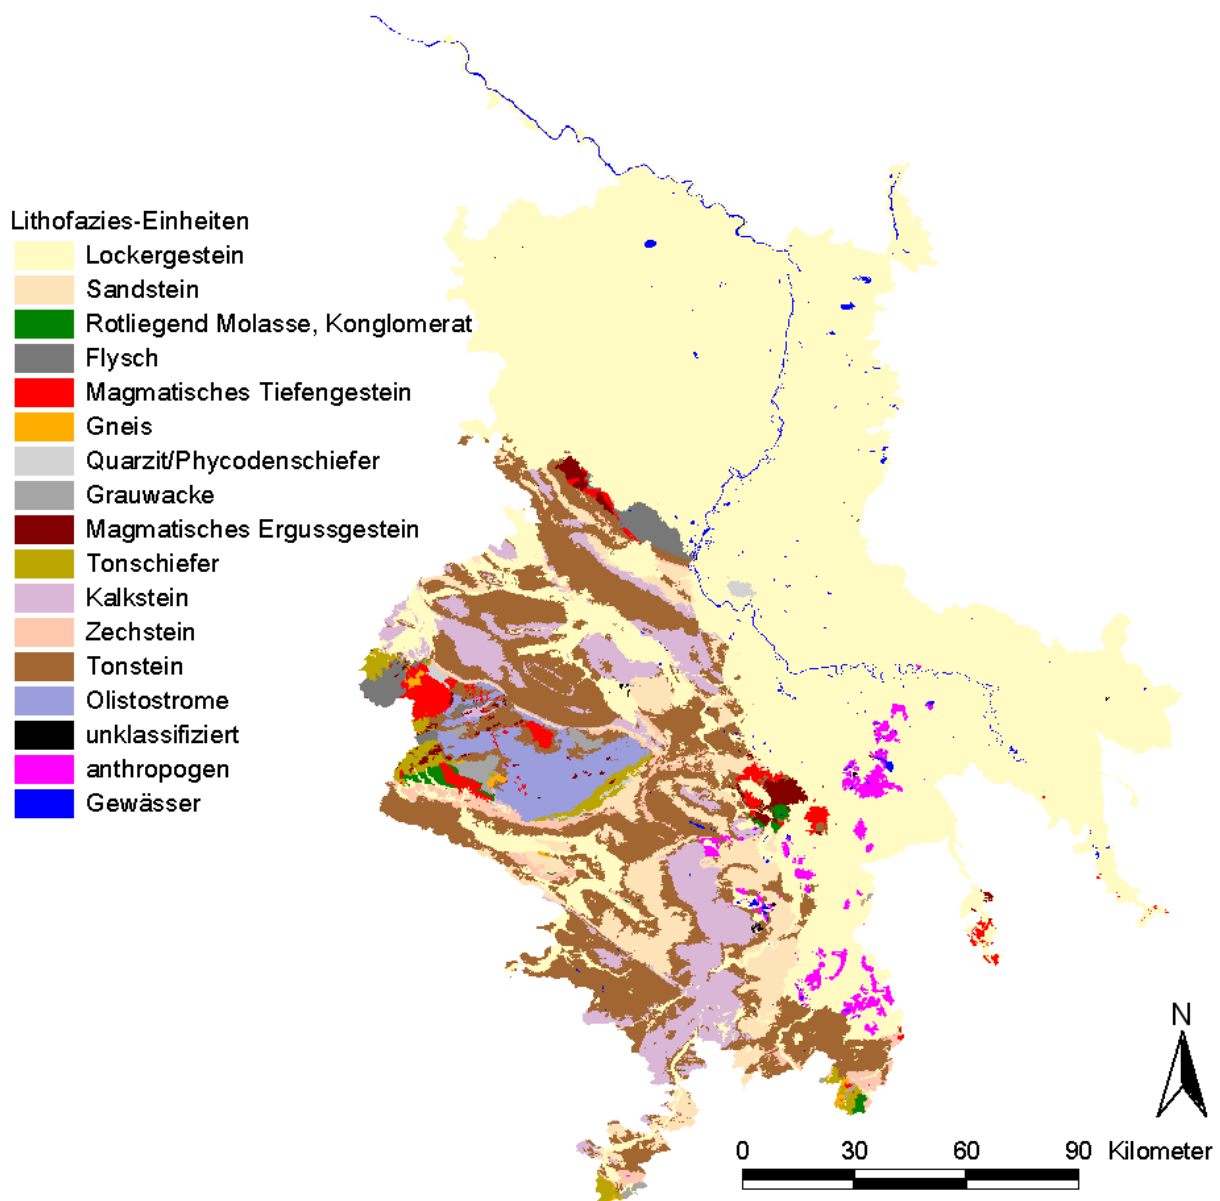 Lithofazies-Einheiten
Lockergestein
Sandstein
Rotliegend Molasse, Konglomerat
Flysch
Magmatisches Tiefengestein
Gneis
Quarzit/Phycodenschiefer
Grauwacke
Magmatisches Ergussgestein
Tonschiefer
Kalkstein
Zechstein
Tonstein
Olistostrome
unklassifiziert
anthropogen
Gewässer
N
0 30 60 90 Kilometer